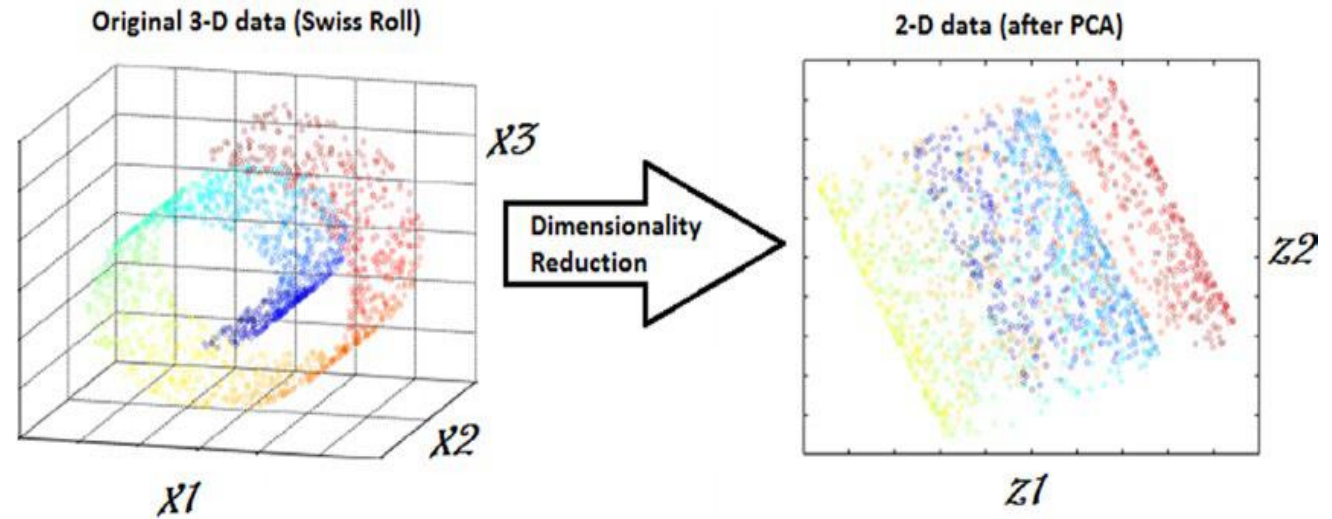 Original 3-D data (Swiss Roll)
2-D data (after PCA)
X3
X2
X1
Dimensionality
Reduction
Z2
Z1